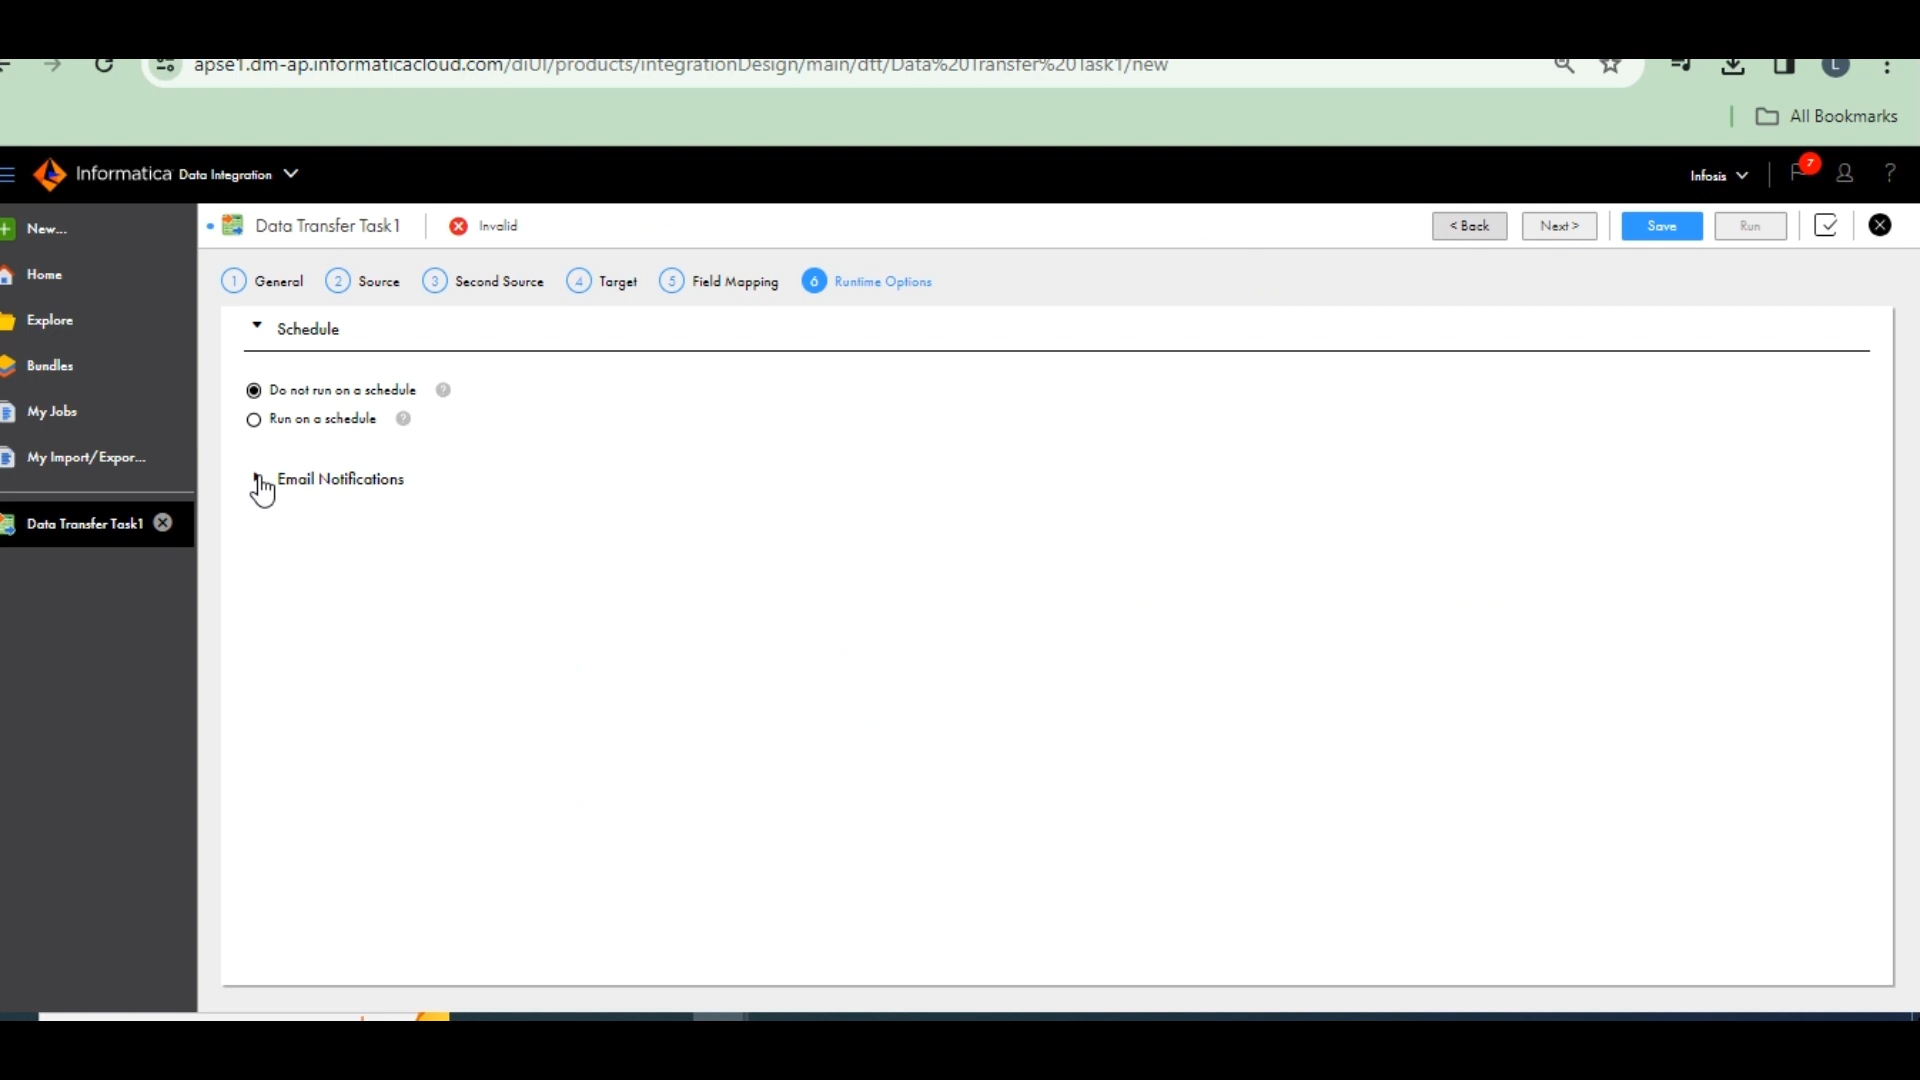 apse1.dm-ap.informaticacloud.com/diUI/products/integrationDesign/main/dtt/Data%20Transfer%20Task1/new
L
All Bookmarks
Informatica Data Integration
Infosis
7
?
New...
Home
Explore
Bundles
My Jobs
My Import/Expor...
Data Transfer Task1
Data Transfer Task1
Invalid
< Back
Next >
Save
Run
1 General
2 Source
3 Second Source
4 Target
5 Field Mapping
6 Runtime Options
Schedule
Do not run on a schedule ?
Run on a schedule ?
Email Notifications